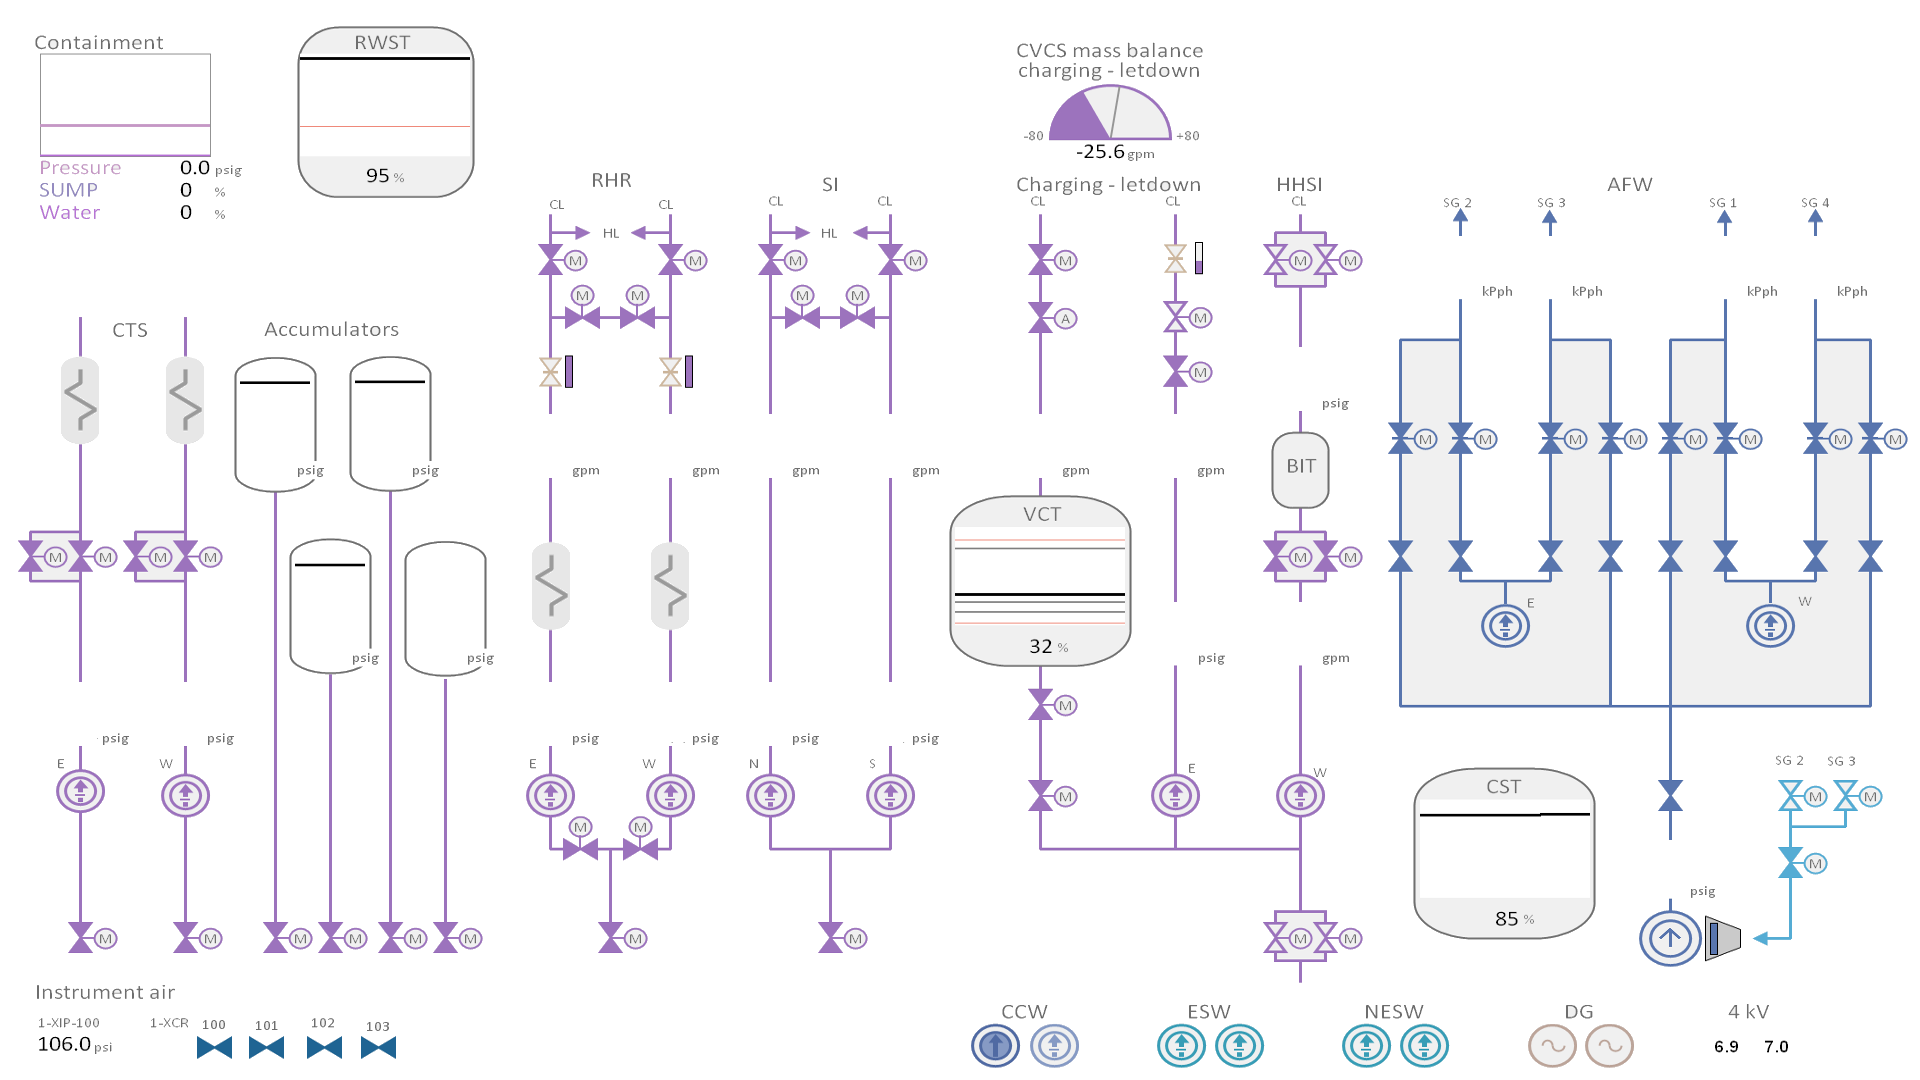 Containment
RWST
CVCS mass balance
charging - letdown
-80
+80
-25.6 gpm
Pressure 0.0 psig
SUMP 0 %
Water 0 %
95 %
RHR
SI
Charging - letdown
HHSI
AFW
CL CL CL CL CL CL CL
SG 2 SG 3 SG 1 SG 4
HL HL
M M M M M M M M
M M M M
kPph kPph kPph kPph
A M
CTS
Accumulators
M
psig
M M M M M M M M
psig psig
gpm gpm gpm gpm gpm gpm
BIT
VCT
M M M M M M
32 %
E W
psig psig
psig gpm
M
psig psig psig psig psig psig
E W E W N S E W
SG 2 SG 3
M M M
CST
M M
M
psig
85 %
M M M M M M M M M M
Instrument air
1-XIP-100
106.0 psi
1-XCR 100 101 102 103
CCW ESW NESW DG 4 kV
6.9 7.0